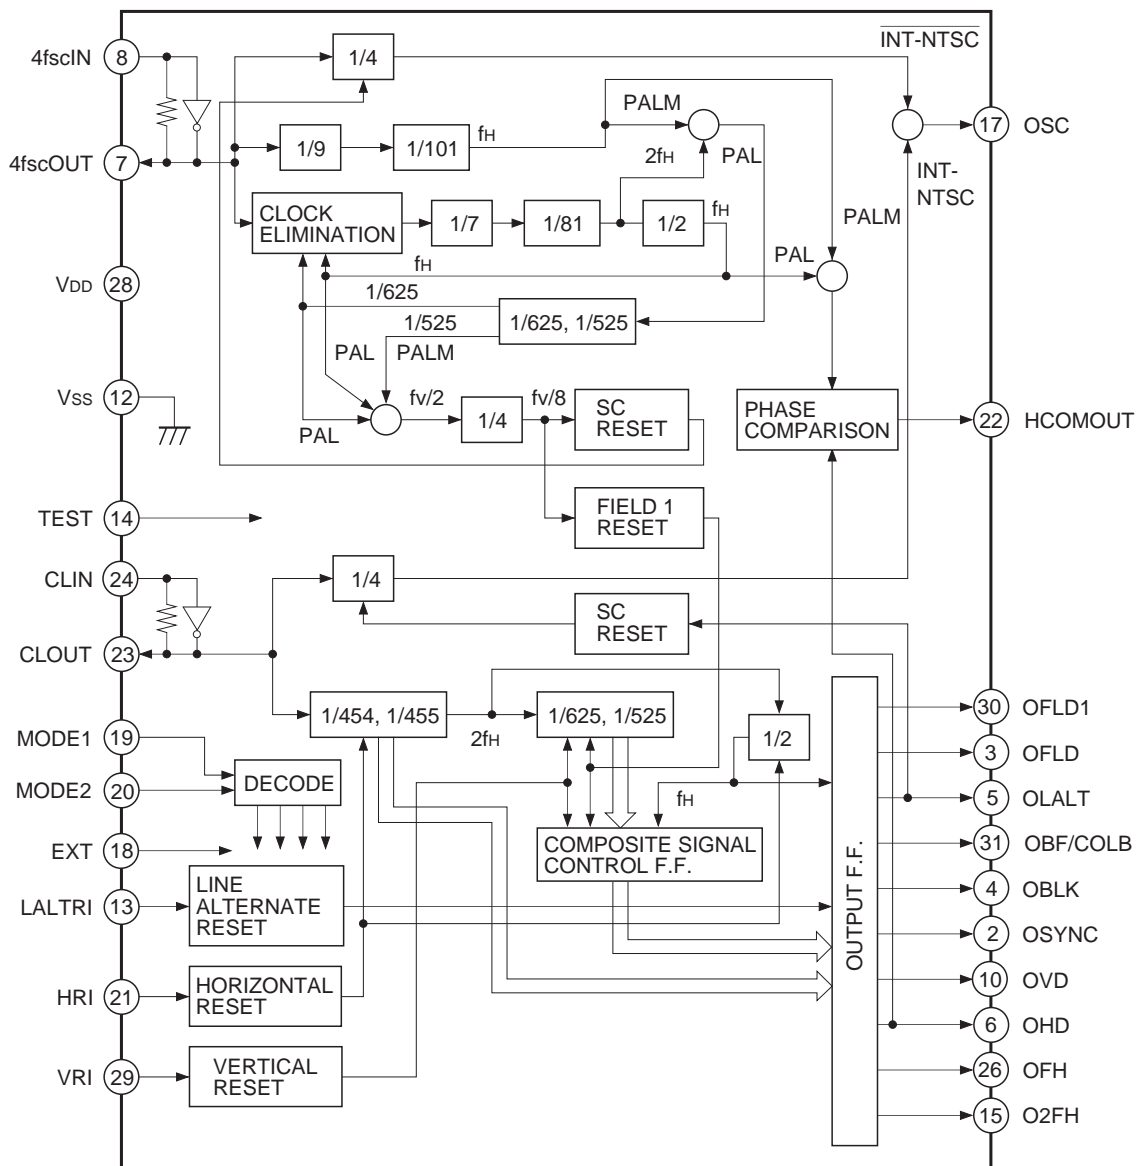 INT-NTSC
4fscIN
8
1/4
PALM
17
OSC
4fscOUT
7
1/9
1/101
fH
2fH
PAL
INT-
NTSC
CLOCK
ELIMINATION
1/7
1/81
1/2
fH
PALM
VDD
28
fH
PAL
1/625
1/525
1/625, 1/525
PAL
PALM
VSS
12
fv/2
1/4
fv/8
SC
RESET
PHASE
COMPARISON
22
HCOMOUT
PAL
TEST
14
FIELD 1
RESET
CLIN
24
1/4
SC
RESET
CLOUT
23
1/454, 1/455
2fH
1/625, 1/525
1/2
30
OFLD1
MODE1
19
3
OFLD
MODE2
20
DECODE
fH
5
OLALT
EXT
18
COMPOSITE SIGNAL
CONTROL F.F.
31
OBF/COLB
LALTRI
13
LINE
ALTERNATE
RESET
OUTPUT F.F.
4
OBLK
2
OSYNC
HRI
21
HORIZONTAL
RESET
10
OVD
6
OHD
VRI
29
VERTICAL
RESET
26
OFH
15
O2FH